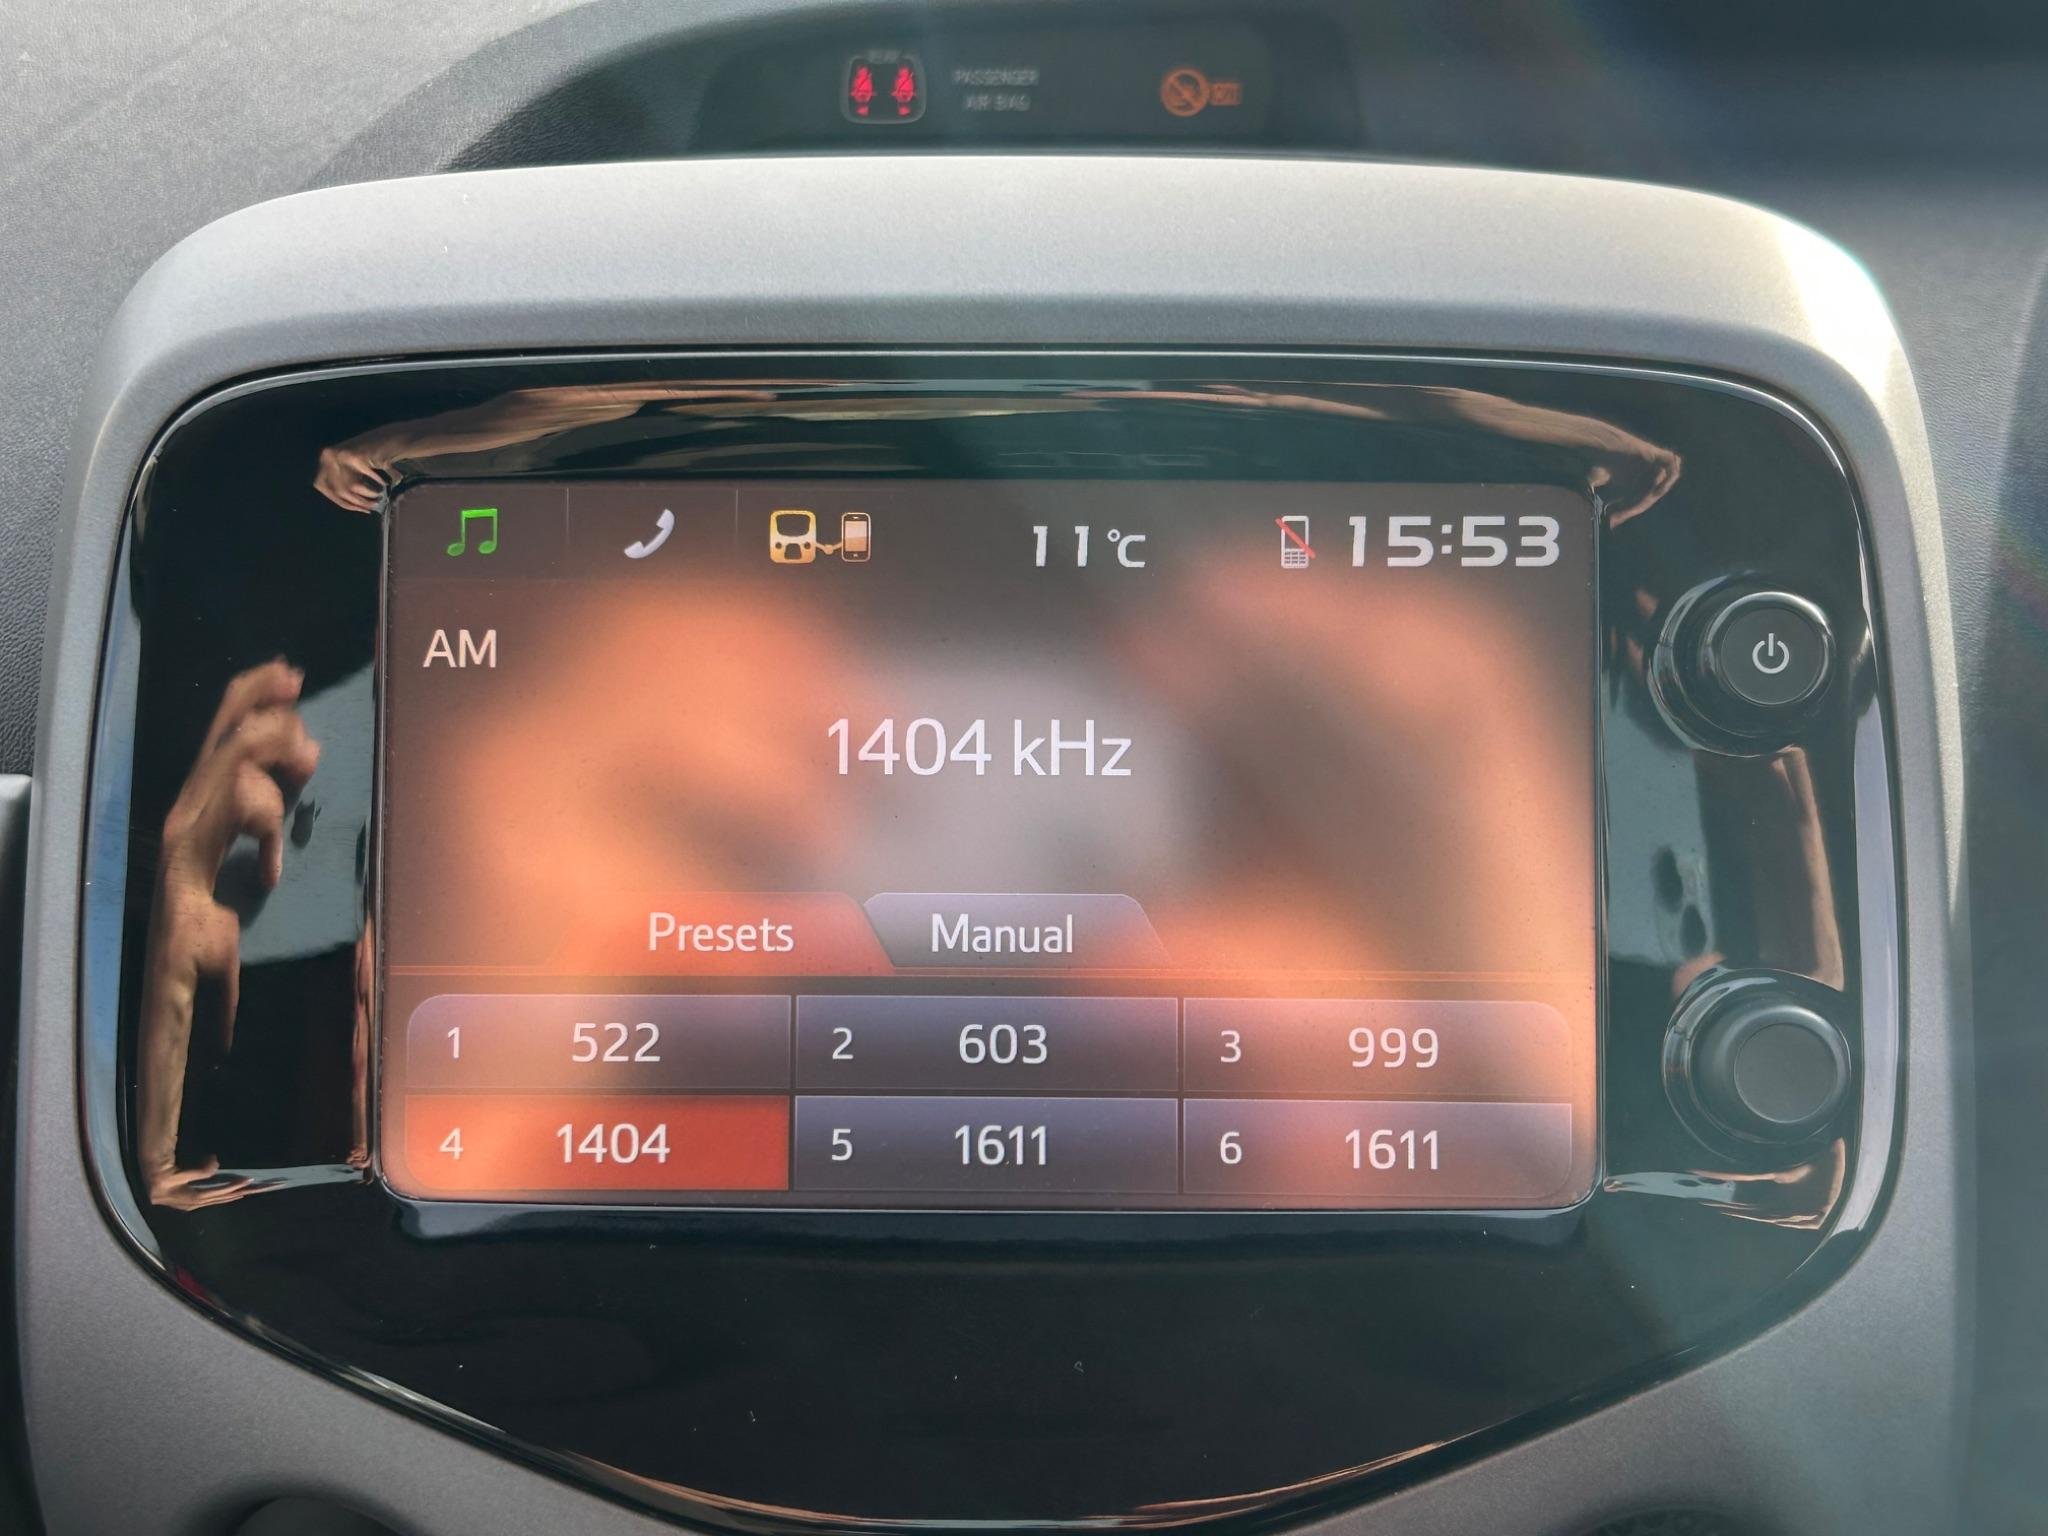 PASSENGER
AIR BAG
11°C 15:53
AM
1404 kHz
Presets Manual
1 522 2 603 3 999
4 1404 5 1611 6 1611